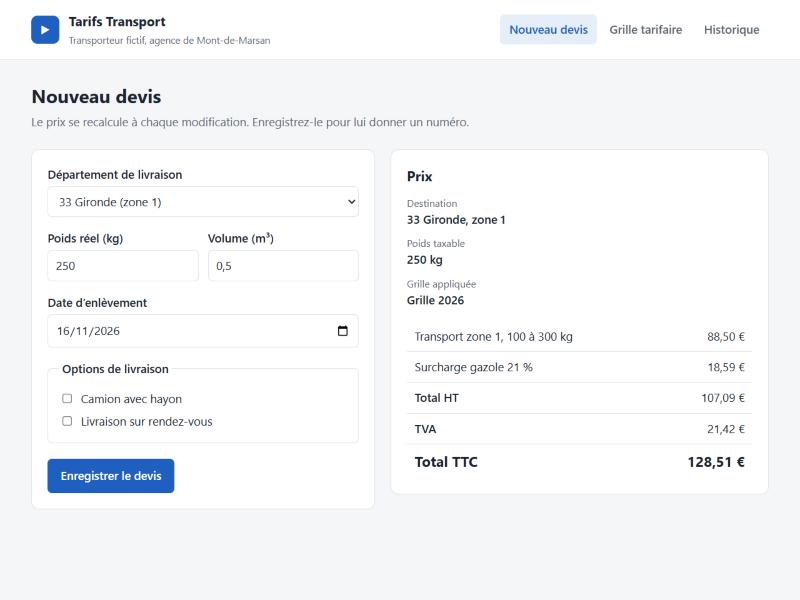 Tarifs Transport
Transporteur fictif, agence de Mont-de-Marsan
Nouveau devis
Grille tarifaire
Historique
Nouveau devis
Le prix se recalcule à chaque modification. Enregistrez-le pour lui donner un numéro.
Département de livraison
33 Gironde (zone 1)
Poids réel (kg)
Volume (m³)
250
0,5
Date d'enlèvement
16/11/2026
Options de livraison
Camion avec hayon
Livraison sur rendez-vous
Enregistrer le devis
Prix
Destination
33 Gironde, zone 1
Poids taxable
250 kg
Grille appliquée
Grille 2026
Transport zone 1, 100 à 300 kg 88,50 €
Surcharge gazole 21 % 18,59 €
Total HT 107,09 €
TVA 21,42 €
Total TTC 128,51 €